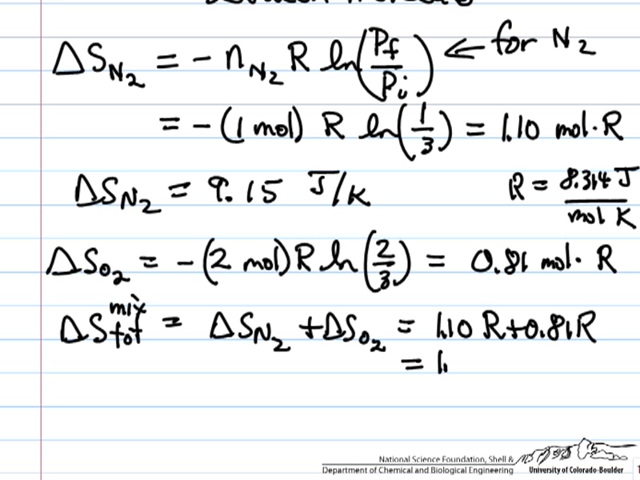 ΔS_N₂ = - n_N₂ R ln(Pf/Pi) ← for N₂
= - (1 mol) R ln(1/3) = 1.10 mol·R
ΔS_N₂ = 9.15 J/K R = 8.314 J / mol K
ΔS_O₂ = - (2 mol) R ln(2/3) = 0.81 mol·R
ΔS_tot^mix = ΔS_N₂ + ΔS_O₂ = 1.10 R + 0.81 R
= 1.
National Science Foundation, Shell &
Department of Chemical and Biological Engineering University of Colorado-Boulder